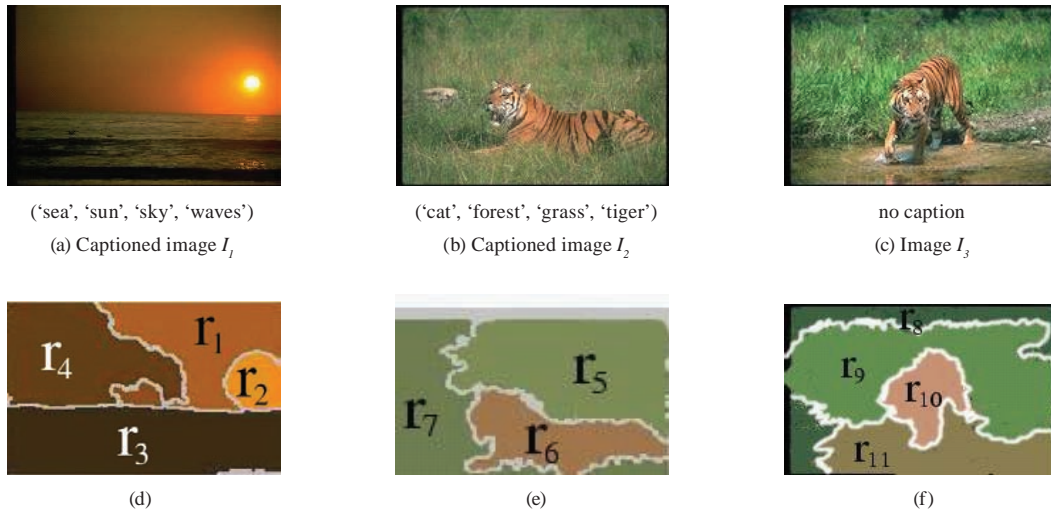 (‘sea’, ‘sun’, ‘sky’, ‘waves’)
(‘cat’, ‘forest’, ‘grass’, ‘tiger’)
no caption
(a) Captioned image I1
(b) Captioned image I2
(c) Image I3
r1
r2
r3
r4
r5
r6
r7
r8
r9
r10
r11
(d)
(e)
(f)